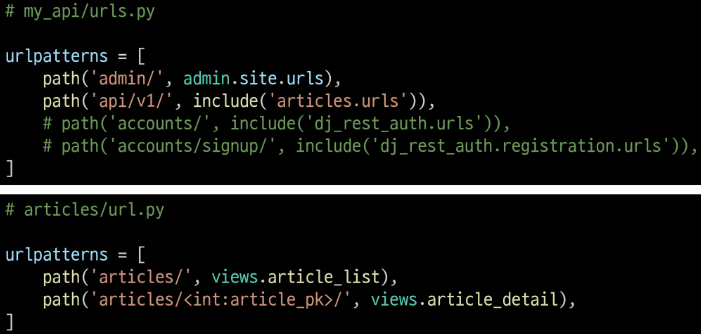 # my_api/urls.py
urlpatterns = [
    path('admin/', admin.site.urls),
    path('api/v1/', include('articles.urls')),
    # path('accounts/', include('dj_rest_auth.urls')),
    # path('accounts/signup/', include('dj_rest_auth.registration.urls')),
]
# articles/url.py
urlpatterns = [
    path('articles/', views.article_list),
    path('articles/<int:article_pk>/', views.article_detail),
]